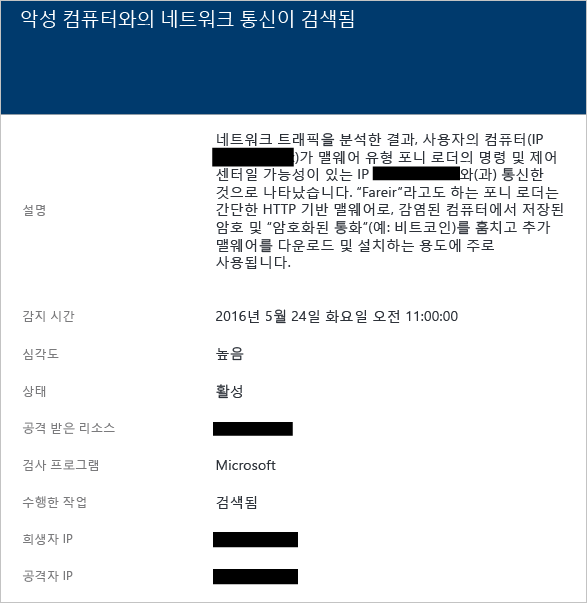 악성 컴퓨터와의 네트워크 통신이 검색됨
네트워크 트래픽을 분석한 결과, 사용자의 컴퓨터(IP
)가 맬웨어 유형 포니 로더의 명령 및 제어
센터일 가능성이 있는 IP 와(과) 통신한
것으로 나타났습니다. “Fareir”라고도 하는 포니 로더는
간단한 HTTP 기반 맬웨어로, 감염된 컴퓨터에서 저장된
암호 및 “암호화된 통화”(예: 비트코인)를 훔치고 추가
맬웨어를 다운로드 및 설치하는 용도에 주로
사용됩니다.
설명
감지 시간 2016년 5월 24일 화요일 오전 11:00:00
심각도 높음
상태 활성
공격 받은 리소스
검사 프로그램 Microsoft
수행한 작업 검색됨
희생자 IP
공격자 IP